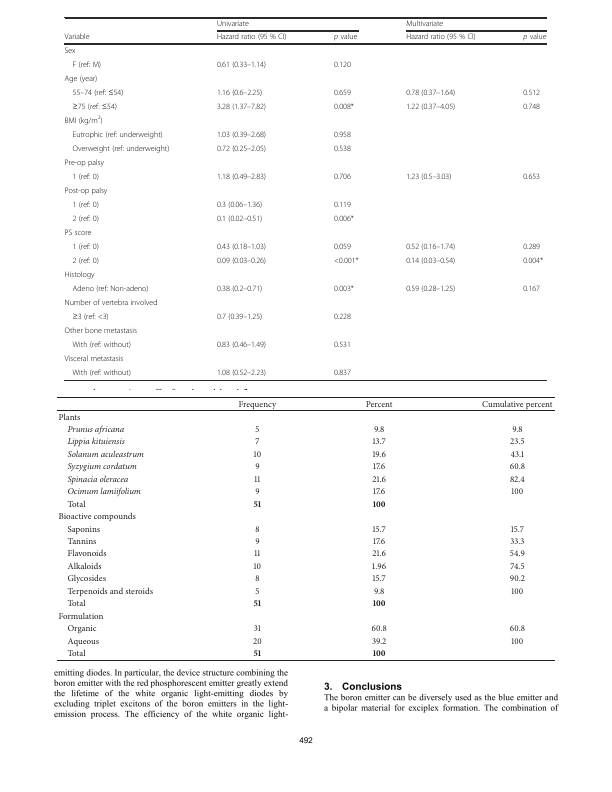 Univariate Multivariate
Variable Hazard ratio (95 % CI) p value Hazard ratio (95 % CI) p value
Sex
F (ref: M) 0.61 (0.33–1.14) 0.120
Age (year)
55–74 (ref: ≤54) 1.16 (0.6–2.25) 0.659 0.78 (0.37–1.64) 0.512
≥75 (ref: ≤54) 3.28 (1.37–7.82) 0.008* 1.22 (0.37–4.05) 0.748
BMI (kg/m2)
Eutrophic (ref: underweight) 1.03 (0.39–2.68) 0.958
Overweight (ref: underweight) 0.72 (0.25–2.05) 0.538
Pre-op palsy
1 (ref: 0) 1.18 (0.49–2.83) 0.706 1.23 (0.5–3.03) 0.653
Post-op palsy
1 (ref: 0) 0.3 (0.06–1.36) 0.119
2 (ref: 0) 0.1 (0.02–0.51) 0.006*
PS score
1 (ref: 0) 0.43 (0.18–1.03) 0.059 0.52 (0.16–1.74) 0.289
2 (ref: 0) 0.09 (0.03–0.26) <0.001* 0.14 (0.03–0.54) 0.004*
Histology
Adeno (ref: Non-adeno) 0.38 (0.2–0.71) 0.003* 0.59 (0.28–1.25) 0.167
Number of vertebra involved
≥3 (ref: <3) 0.7 (0.39–1.25) 0.228
Other bone metastasis
With (ref: without) 0.83 (0.46–1.49) 0.531
Visceral metastasis
With (ref: without) 1.08 (0.52–2.23) 0.837
Frequency Percent Cumulative percent
Plants
Prunus africana 5 9.8 9.8
Lippia kituiensis 7 13.7 23.5
Solanum aculeastrum 10 19.6 43.1
Syzygium cordatum 9 17.6 60.8
Spinacia oleracea 11 21.6 82.4
Ocimum lamiifolium 9 17.6 100
Total 51 100
Bioactive compounds
Saponins 8 15.7 15.7
Tannins 9 17.6 33.3
Flavonoids 11 21.6 54.9
Alkaloids 10 1.96 74.5
Glycosides 8 15.7 90.2
Terpenoids and steroids 5 9.8 100
Total 51 100
Formulation
Organic 31 60.8 60.8
Aqueous 20 39.2 100
Total 51 100
emitting diodes. In particular, the device structure combining the
boron emitter with the red phosphorescent emitter greatly extend
the lifetime of the white organic light-emitting diodes by
excluding triplet excitons of the boron emitters in the light-
emission process. The efficiency of the white organic light-
3. Conclusions
The boron emitter can be diversely used as the blue emitter and
a bipolar material for exciplex formation. The combination of
492